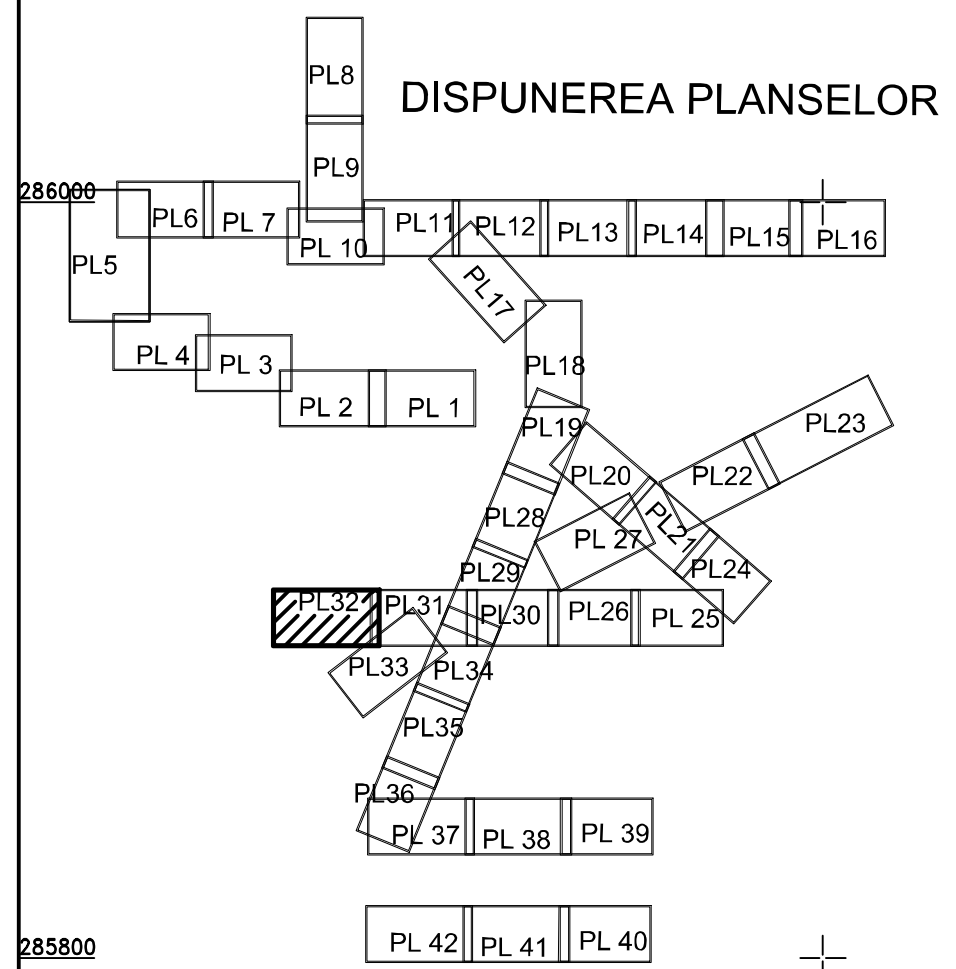 PL8
DISPUNEREA PLANSELOR
PL9
286000
PL6
PL 7
PL 10
PL11
PL12
PL13
PL14
PL15
PL16
PL5
PL17
PL 4
PL 3
PL18
PL 2
PL 1
PL19
PL23
PL20
PL22
PL28
PL21
PL 27
PL29
PL24
PL32
PL31
PL30
PL26
PL 25
PL33
PL34
PL35
PL36
PL 37
PL 38
PL 39
285800
PL 42
PL 41
PL 40